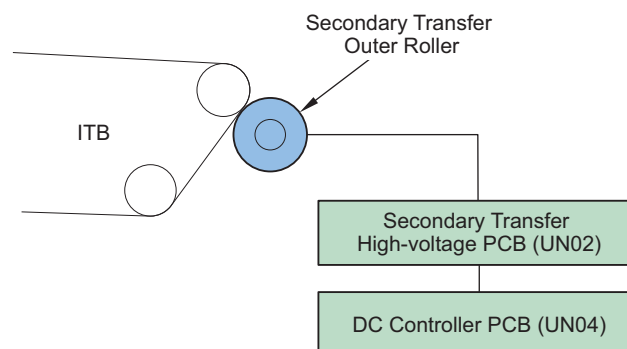 Secondary Transfer
Outer Roller
ITB
Secondary Transfer
High-voltage PCB (UN02)
DC Controller PCB (UN04)